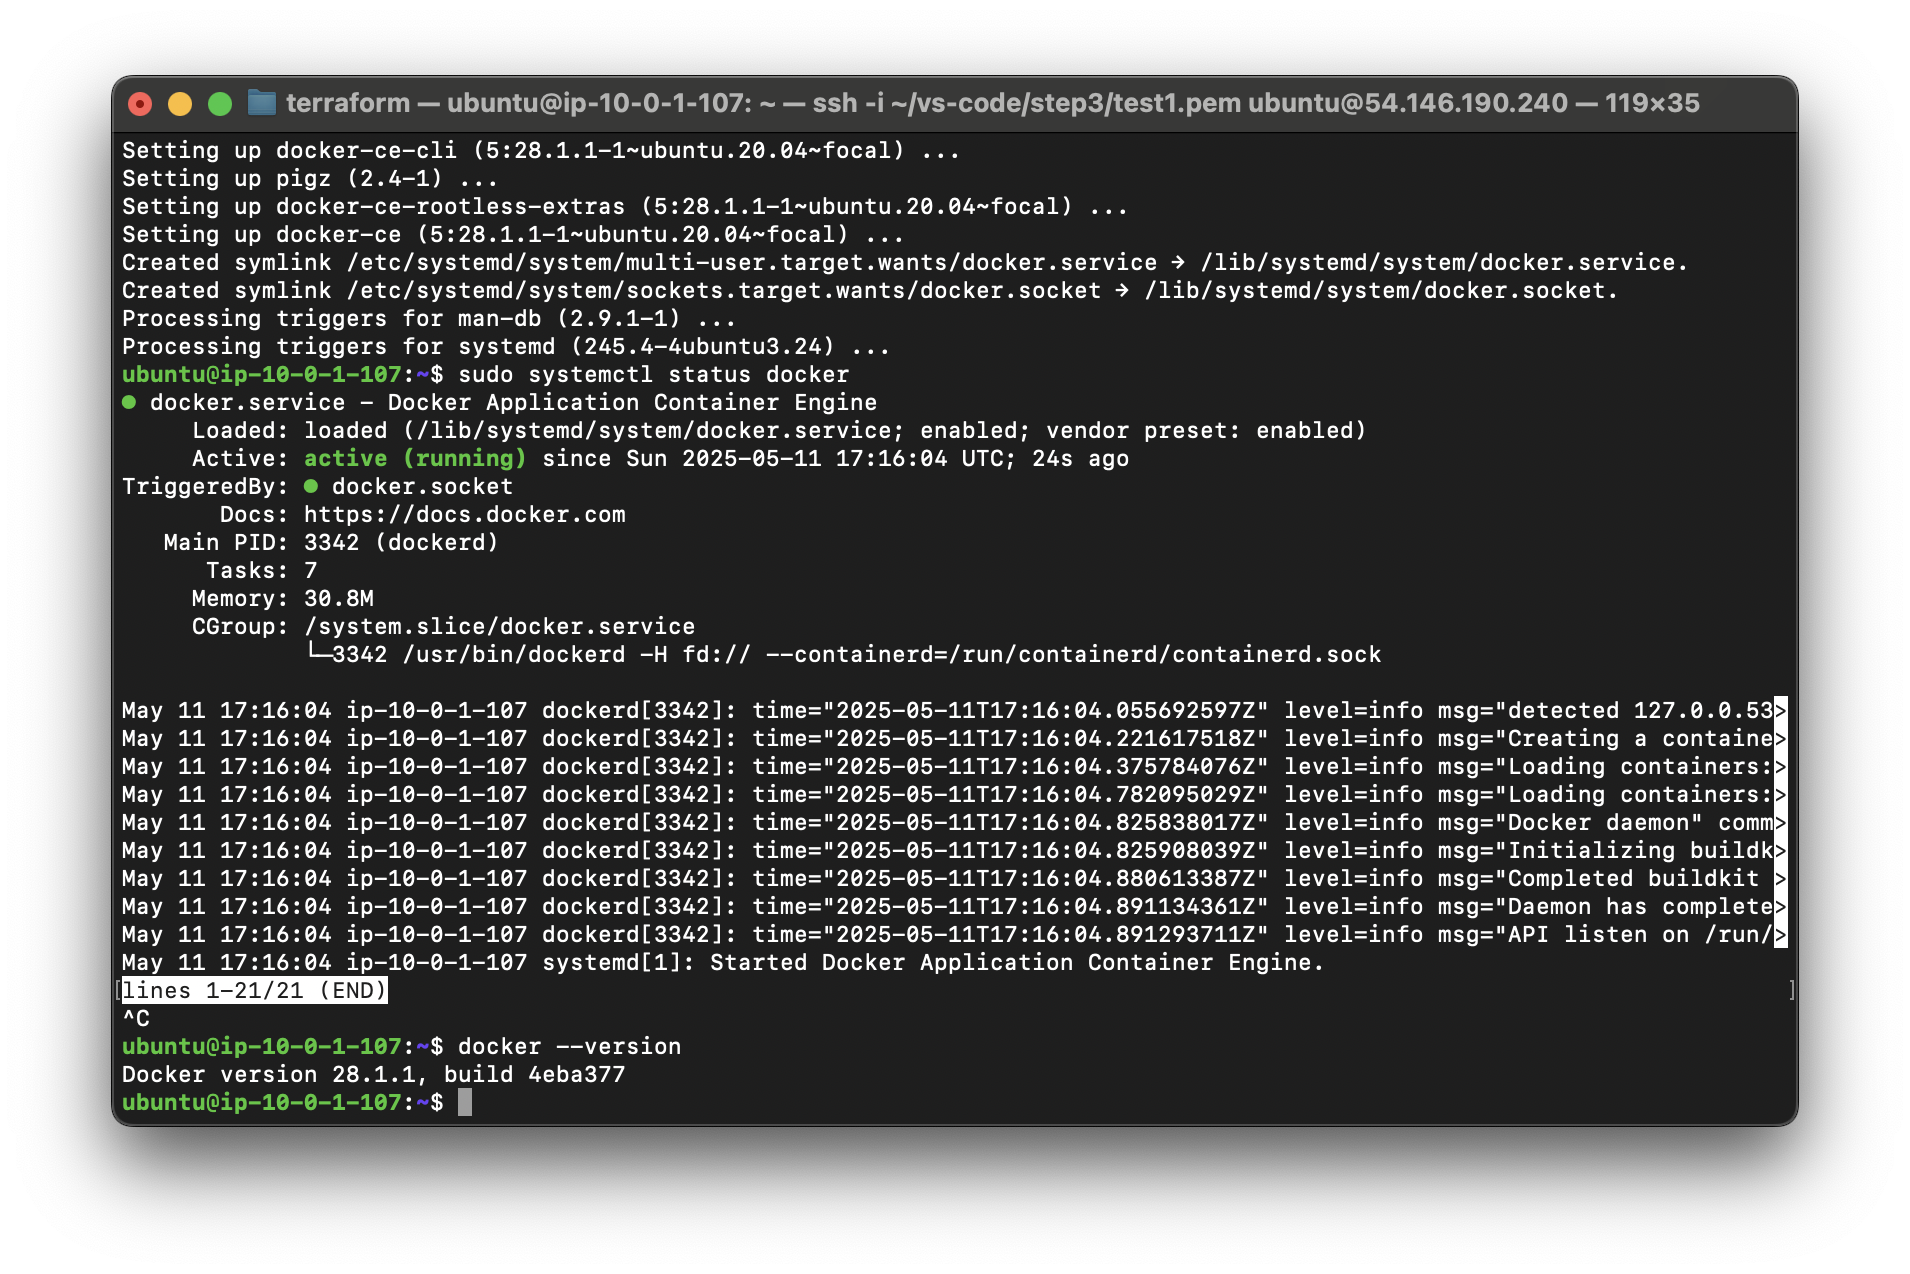 terraform — ubuntu@ip-10-0-1-107: ~ — ssh -i ~/vs-code/step3/test1.pem ubuntu@54.146.190.240 — 119×35
Setting up docker-ce-cli (5:28.1.1-1~ubuntu.20.04~focal) ...
Setting up pigz (2.4-1) ...
Setting up docker-ce-rootless-extras (5:28.1.1-1~ubuntu.20.04~focal) ...
Setting up docker-ce (5:28.1.1-1~ubuntu.20.04~focal) ...
Created symlink /etc/systemd/system/multi-user.target.wants/docker.service → /lib/systemd/system/docker.service.
Created symlink /etc/systemd/system/sockets.target.wants/docker.socket → /lib/systemd/system/docker.socket.
Processing triggers for man-db (2.9.1-1) ...
Processing triggers for systemd (245.4-4ubuntu3.24) ...
ubuntu@ip-10-0-1-107:~$ sudo systemctl status docker
● docker.service - Docker Application Container Engine
     Loaded: loaded (/lib/systemd/system/docker.service; enabled; vendor preset: enabled)
     Active: active (running) since Sun 2025-05-11 17:16:04 UTC; 24s ago
TriggeredBy: ● docker.socket
       Docs: https://docs.docker.com
   Main PID: 3342 (dockerd)
      Tasks: 7
     Memory: 30.8M
     CGroup: /system.slice/docker.service
             └─3342 /usr/bin/dockerd -H fd:// --containerd=/run/containerd/containerd.sock
May 11 17:16:04 ip-10-0-1-107 dockerd[3342]: time="2025-05-11T17:16:04.055692597Z" level=info msg="detected 127.0.0.53>
May 11 17:16:04 ip-10-0-1-107 dockerd[3342]: time="2025-05-11T17:16:04.221617518Z" level=info msg="Creating a containe>
May 11 17:16:04 ip-10-0-1-107 dockerd[3342]: time="2025-05-11T17:16:04.375784076Z" level=info msg="Loading containers:>
May 11 17:16:04 ip-10-0-1-107 dockerd[3342]: time="2025-05-11T17:16:04.782095029Z" level=info msg="Loading containers:>
May 11 17:16:04 ip-10-0-1-107 dockerd[3342]: time="2025-05-11T17:16:04.825838017Z" level=info msg="Docker daemon" comm>
May 11 17:16:04 ip-10-0-1-107 dockerd[3342]: time="2025-05-11T17:16:04.825908039Z" level=info msg="Initializing buildk>
May 11 17:16:04 ip-10-0-1-107 dockerd[3342]: time="2025-05-11T17:16:04.880613387Z" level=info msg="Completed buildkit >
May 11 17:16:04 ip-10-0-1-107 dockerd[3342]: time="2025-05-11T17:16:04.891134361Z" level=info msg="Daemon has complete>
May 11 17:16:04 ip-10-0-1-107 dockerd[3342]: time="2025-05-11T17:16:04.891293711Z" level=info msg="API listen on /run/>
May 11 17:16:04 ip-10-0-1-107 systemd[1]: Started Docker Application Container Engine.
[lines 1-21/21 (END)]
^C
ubuntu@ip-10-0-1-107:~$ docker --version
Docker version 28.1.1, build 4eba377
ubuntu@ip-10-0-1-107:~$